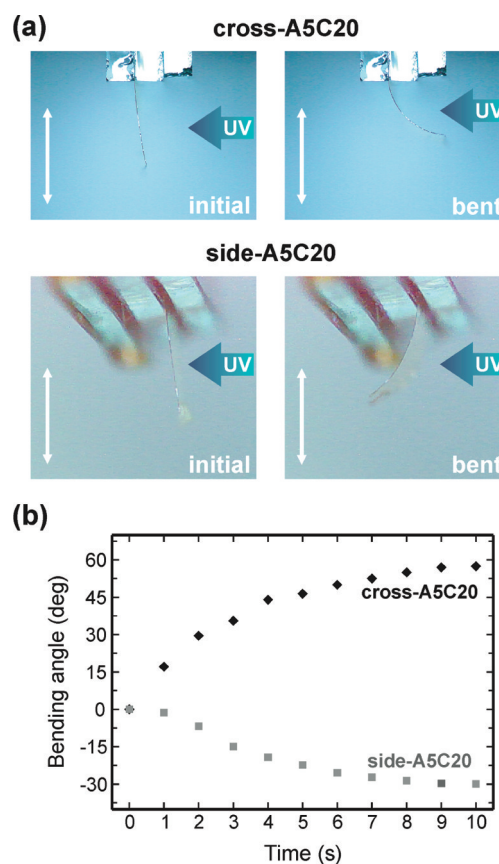 (a)
cross-A5C20
UV
initial
UV
bent
side-A5C20
UV
initial
UV
bent
(b)
Bending angle (deg)
60
45
30
15
0
-15
-30
cross-A5C20
side-A5C20
0 1 2 3 4 5 6 7 8 9 10
Time (s)